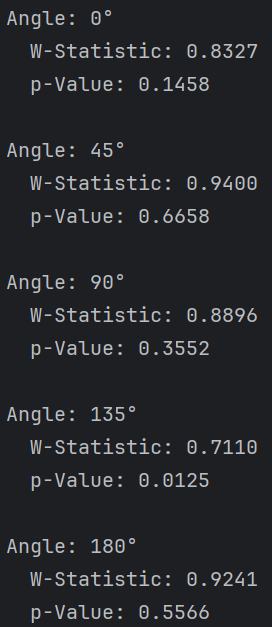 Angle: 0°
W-Statistic: 0.8327
p-Value: 0.1458
Angle: 45°
W-Statistic: 0.9400
p-Value: 0.6658
Angle: 90°
W-Statistic: 0.8896
p-Value: 0.3552
Angle: 135°
W-Statistic: 0.7110
p-Value: 0.0125
Angle: 180°
W-Statistic: 0.9241
p-Value: 0.5566